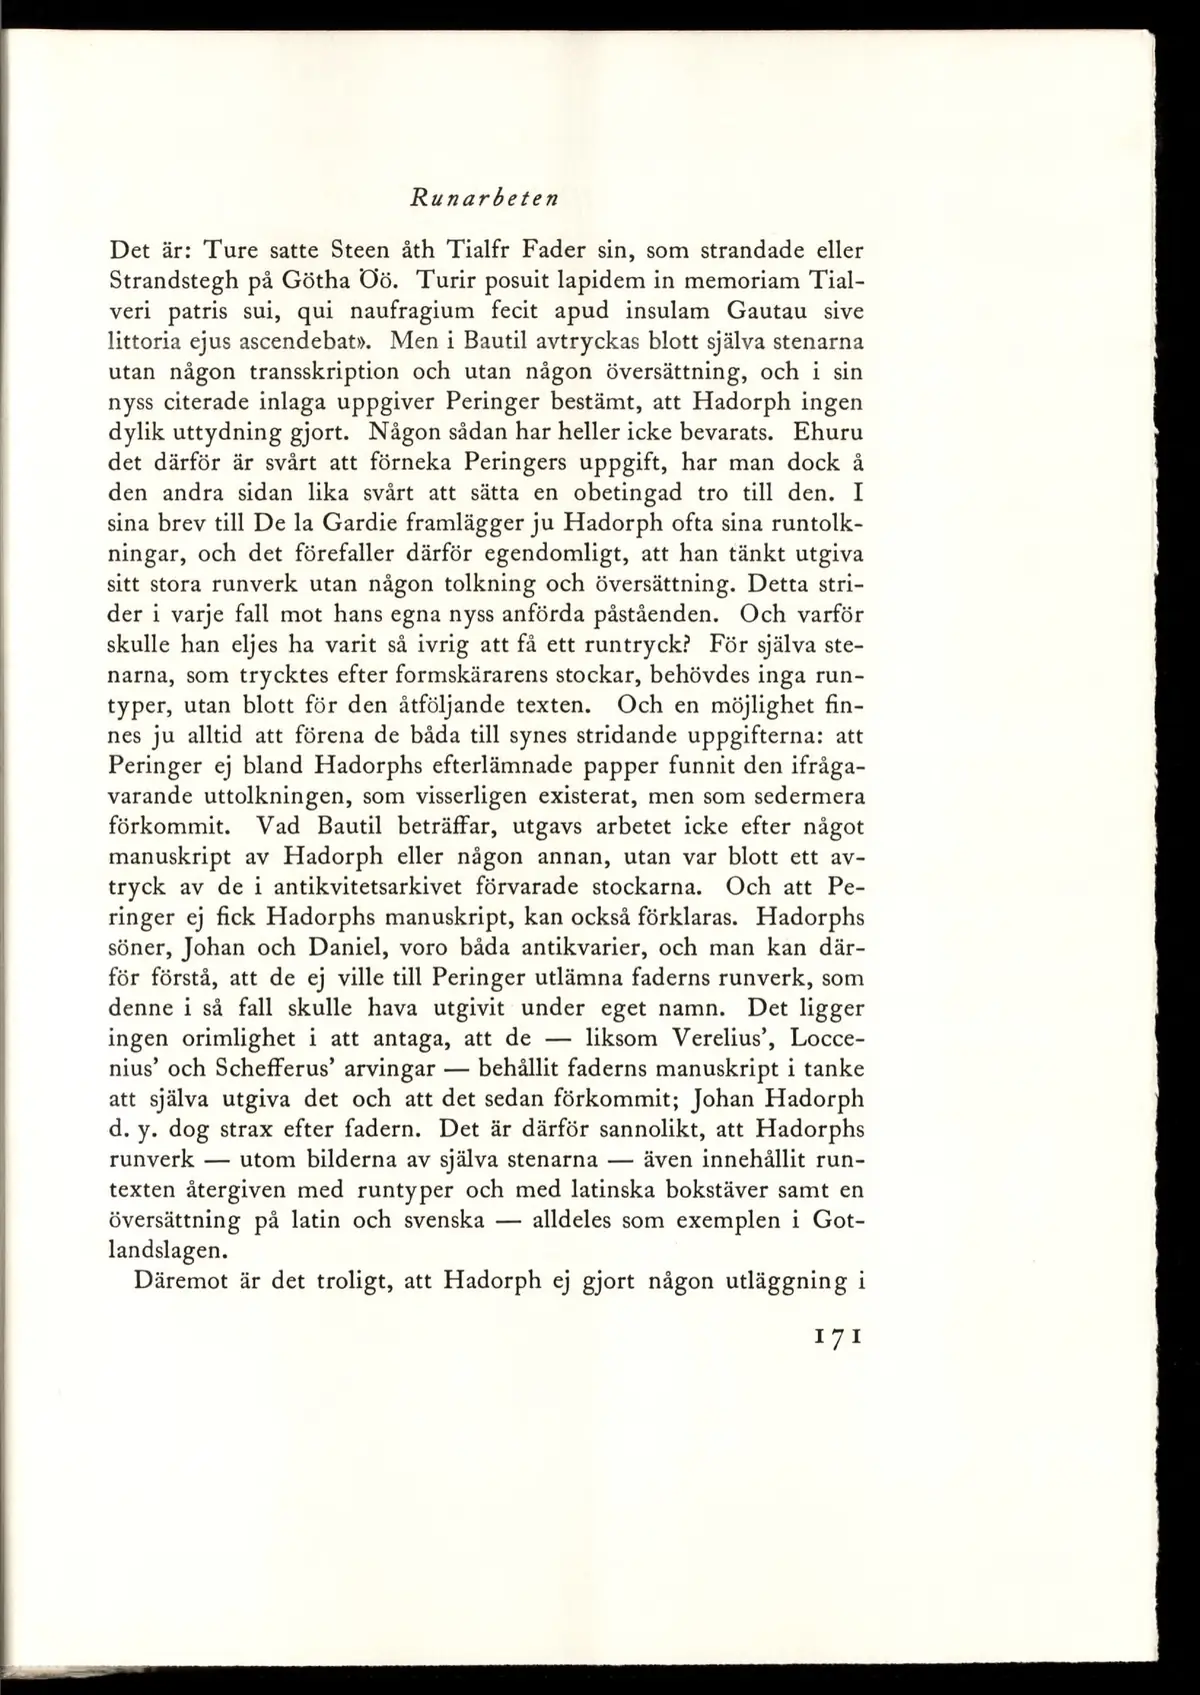 Runarbeten
Det är: Ture satte Steen åth Tialfr Fader sin, som strandade eller
Strandstegh på Götha Öö. Turir posuit lapidem in memoriam Tial-
veri patris sui, qui naufragium fecit apud insulam Gautau sive
littoria ejus ascendebat». Men i Bautil avtryckas blott själva stenarna
utan någon transskription och utan någon översättning, och i sin
nyss citerade inlaga uppgiver Peringer bestämt, att Hadorph ingen
dylik uttydning gjort. Någon sådan har heller icke bevarats. Ehuru
det därför är svårt att förneka Peringers uppgift, har man dock å
den andra sidan lika svårt att sätta en obetingad tro till den. I
sina brev till De la Gardie framlägger ju Hadorph ofta sina runtolk-
ningar, och det förefaller därför egendomligt, att han tänkt utgiva
sitt stora runverk utan någon tolkning och översättning. Detta stri-
der i varje fall mot hans egna nyss anförda påståenden. Och varför
skulle han eljes ha varit så ivrig att få ett runtryck? För själva ste-
narna, som trycktes efter formskärarens stockar, behövdes inga run-
typer, utan blott för den åtföljande texten. Och en möjlighet fin-
nes ju alltid att förena de båda till synes stridande uppgifterna: att
Peringer ej bland Hadorphs efterlämnade papper funnit den ifråga-
varande uttolkningen, som visserligen existerat, men som sedermera
förkommit. Vad Bautil beträffar, utgavs arbetet icke efter något
manuskript av Hadorph eller någon annan, utan var blott ett av-
tryck av de i antikvitetsarkivet förvarade stockarna. Och att Pe-
ringer ej fick Hadorphs manuskript, kan också förklaras. Hadorphs
söner, Johan och Daniel, voro båda antikvarier, och man kan där-
för förstå, att de ej ville till Peringer utlämna faderns runverk, som
denne i så fall skulle hava utgivit under eget namn. Det ligger
ingen orimlighet i att antaga, att de — liksom Verelius’, Locce-
nius’ och Schefferus’ arvingar — behållit faderns manuskript i tanke
att själva utgiva det och att det sedan förkommit; Johan Hadorph
d. y. dog strax efter fadern. Det är därför sannolikt, att Hadorphs
runverk — utom bilderna av själva stenarna — även innehållit run-
texten återgiven med runtyper och med latinska bokstäver samt en
översättning på latin och svenska — alldeles som exemplen i Got-
landslagen.
Däremot är det troligt, att Hadorph ej gjort någon utläggning i
171